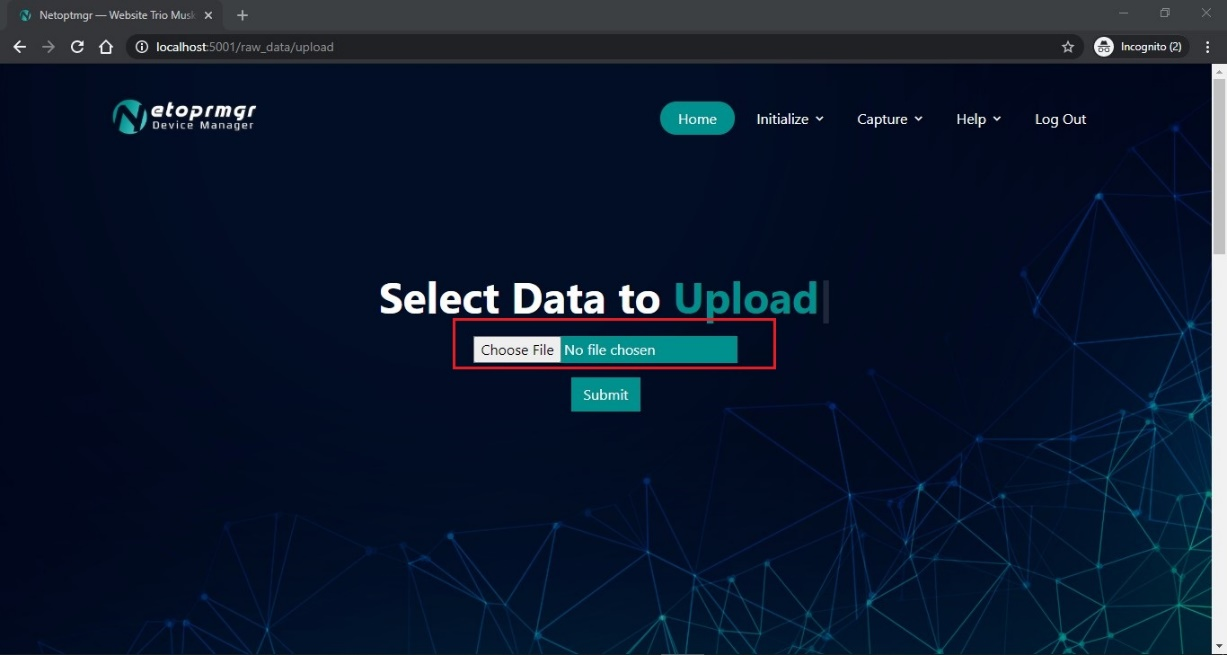 Netoptmgr — Website Trio Musk
localhost:5001/raw_data/upload
Incognito (2)
Netoprmgr
Device Manager
Home
Initialize
Capture
Help
Log Out
Select Data to Upload
Choose File No file chosen
Submit